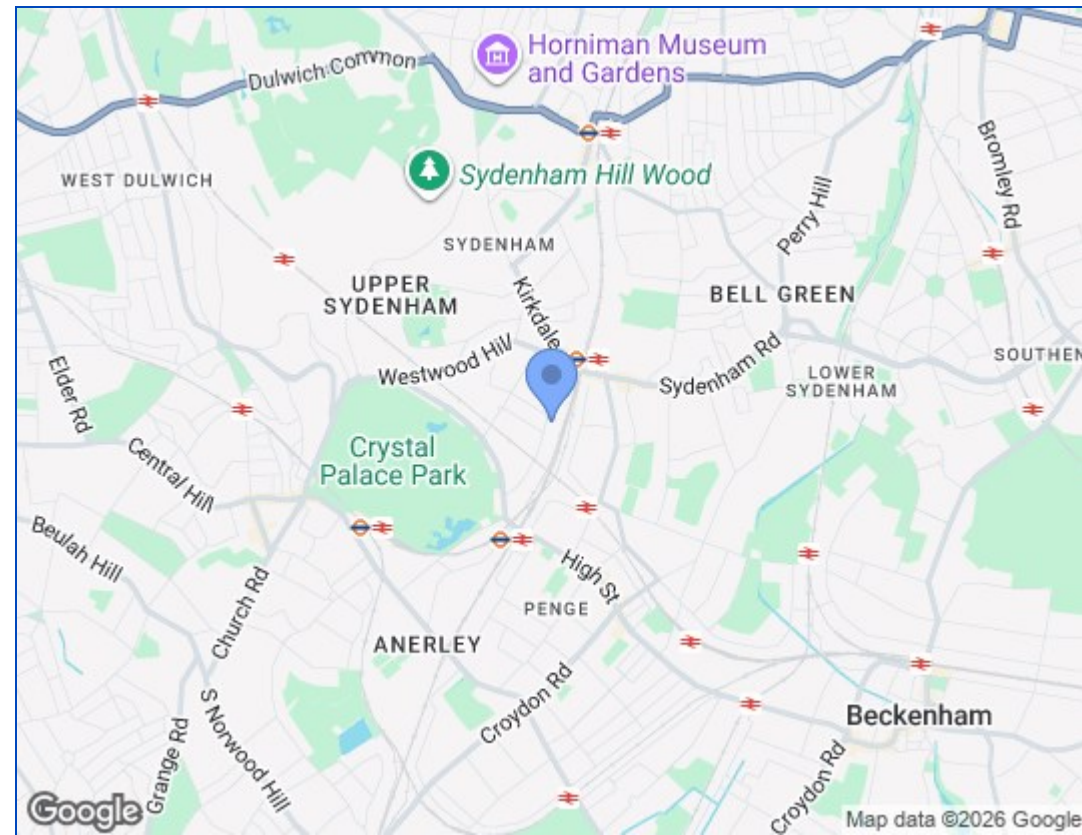 Horniman Museum
and Gardens
Dulwich Common
WEST DULWICH
Sydenham Hill Wood
Bromley Rd
Perry Hill
SYDENHAM
UPPER
SYDENHAM
Kirkdale
BELL GREEN
Westwood Hill
Sydenham Rd
SOUTHEN
LOWER
SYDENHAM
Elder Rd
Crystal
Palace Park
Central Hill
Beulah Hill
High St
Church Rd
PENGE
ANERLEY
Croydon Rd
S Norwood Hill
Grange Rd
Beckenham
Croydon Rd
Google
Map data ©2026 Google